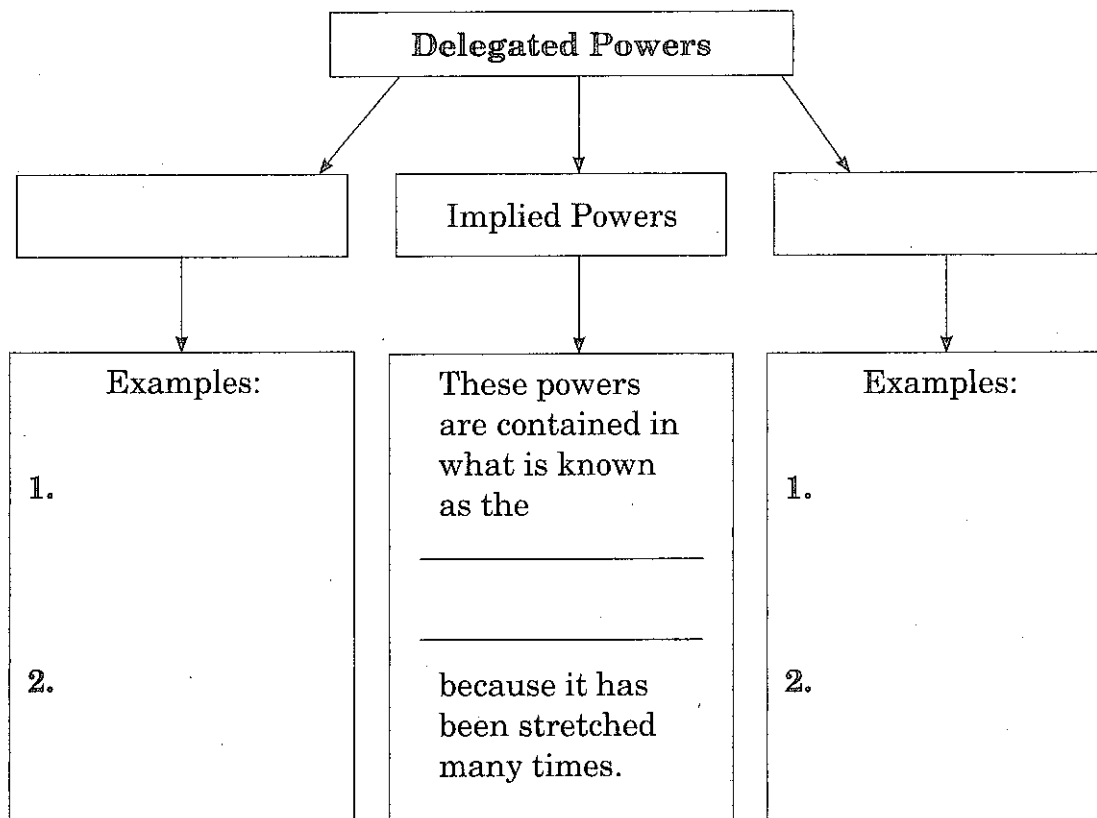 Delegated Powers
Implied Powers
Examples:
1.
2.
These powers
are contained in
what is known
as the
because it has
been stretched
many times.
Examples:
1.
2.